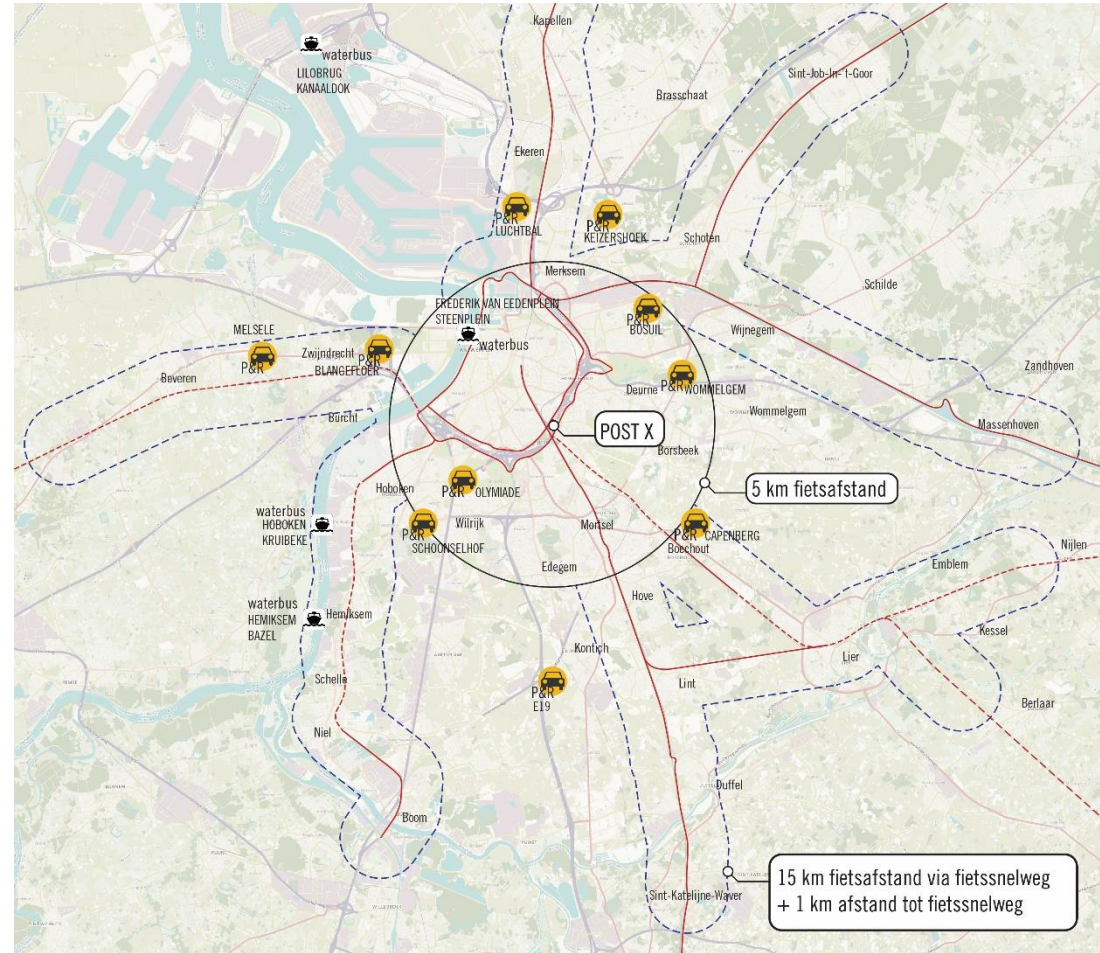 Kapellen
waterbus
LILOBRUG
KANAALDOK
Sint-Job-In-'t-Goor
Brasschaat
Ekeren
P&R
LUCHTBAL
P&R
KEIZERSHOEK
Schoten
Merksem
Schilde
FREDERIK VAN EEDENPLEIN
STEENPLEIN
waterbus
P&R
BOSUIL
Wijnegem
MELSELE
P&R
Zwijndrecht
P&R
BLANCEFLOER
Beveren
Burcht
Deurne
P&R
WOMMELGEM
Wommelgem
Zandhoven
Massenhoven
POST X
Borsbeek
5 km fietsafstand
Hoboken
P&R
OLYMIADE
waterbus
HOBOKEN
KRUIBEKE
P&R
SCHOONSELHOF
Wilrijk
Mortsel
P&R
CAPENBERG
Boechout
Edegem
Nijlen
Emblem
Hove
waterbus
HEMIKSEM
BAZEL
Hemiksem
Kessel
Kontich
Lier
Schelle
P&R
E19
Lint
Berlaar
Niel
Duffel
Boom
15 km fietsafstand via fietssnelweg
+ 1 km afstand tot fietssnelweg
Sint-Katelijne-Waver